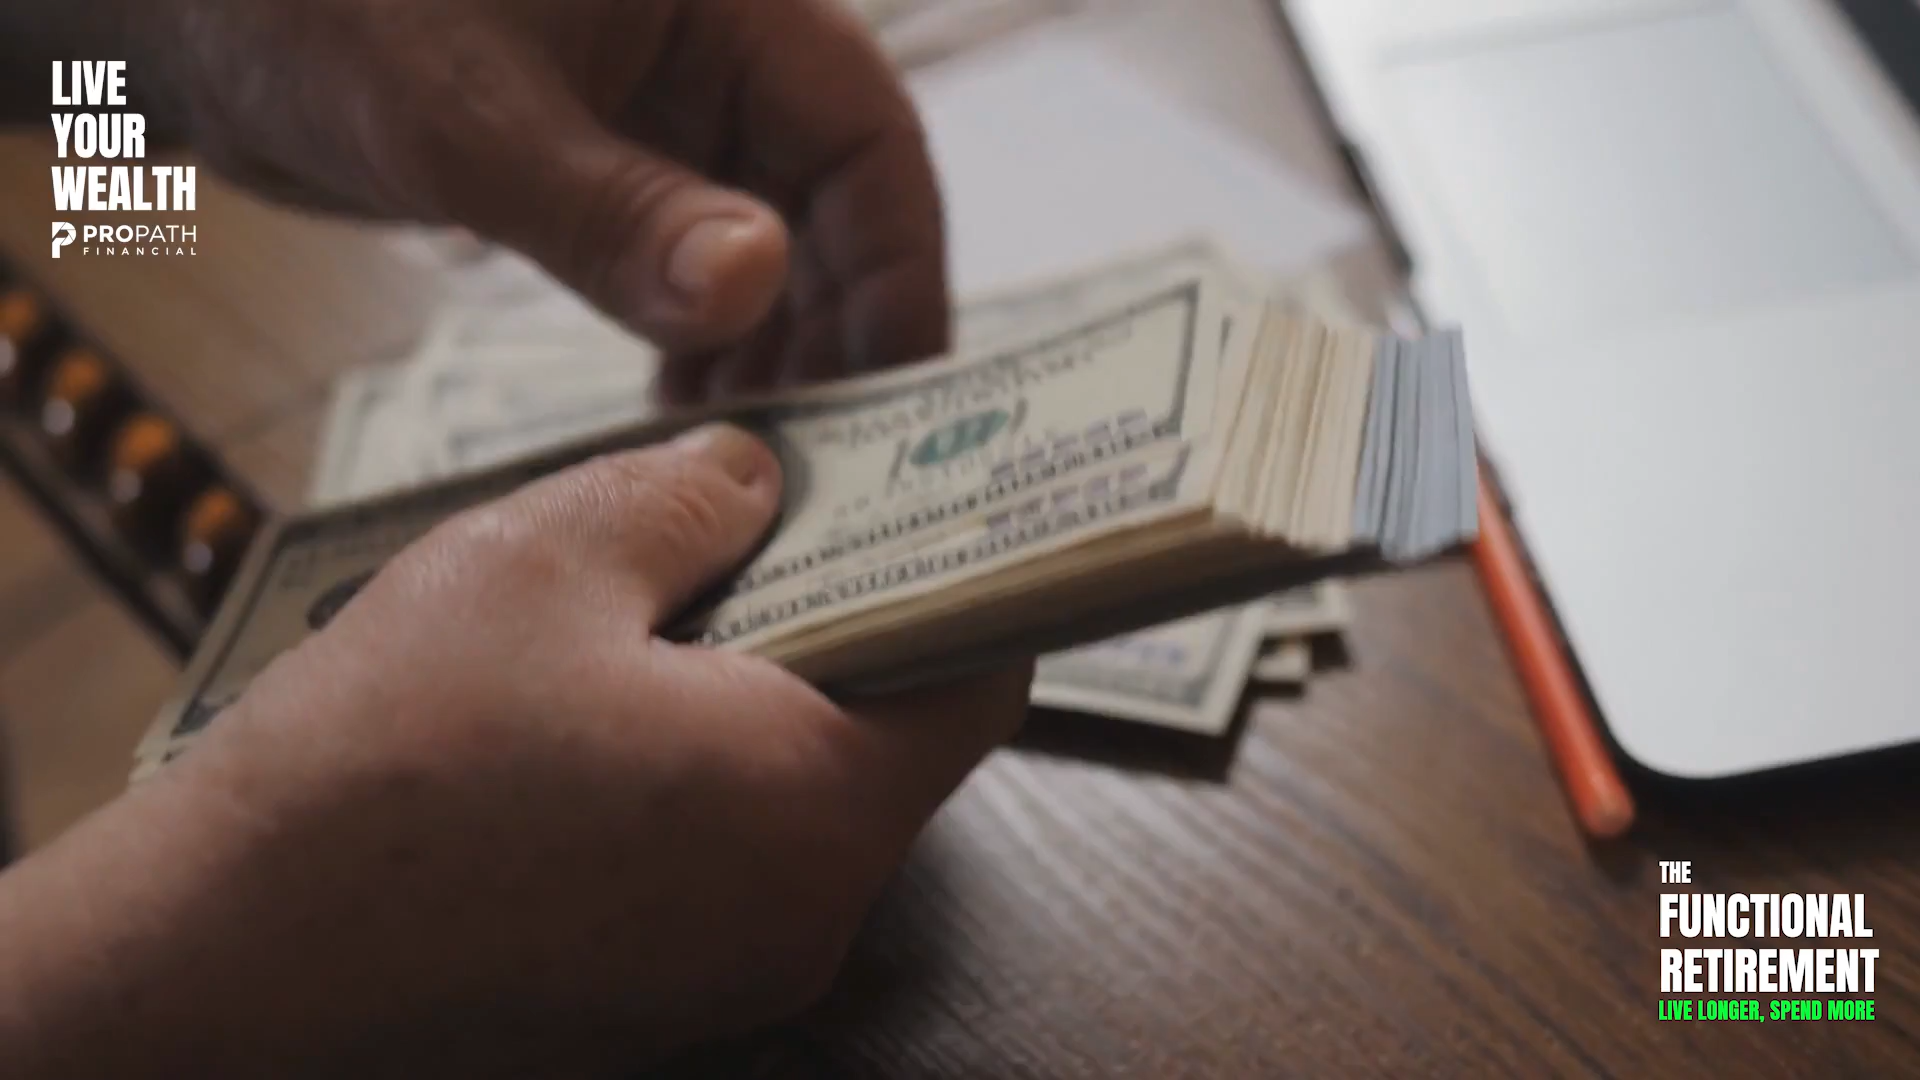 LIVE
YOUR
WEALTH
PROPATH
FINANCIAL
THE
FUNCTIONAL
RETIREMENT
LIVE LONGER, SPEND MORE